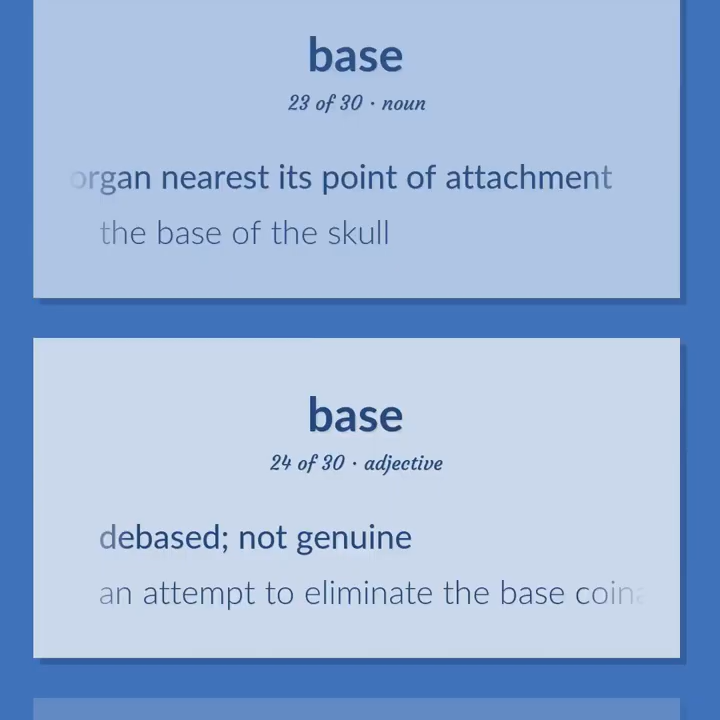 base
23 of 30 · noun
organ nearest its point of attachment
the base of the skull
base
24 of 30 · adjective
debased; not genuine
an attempt to eliminate the base coina